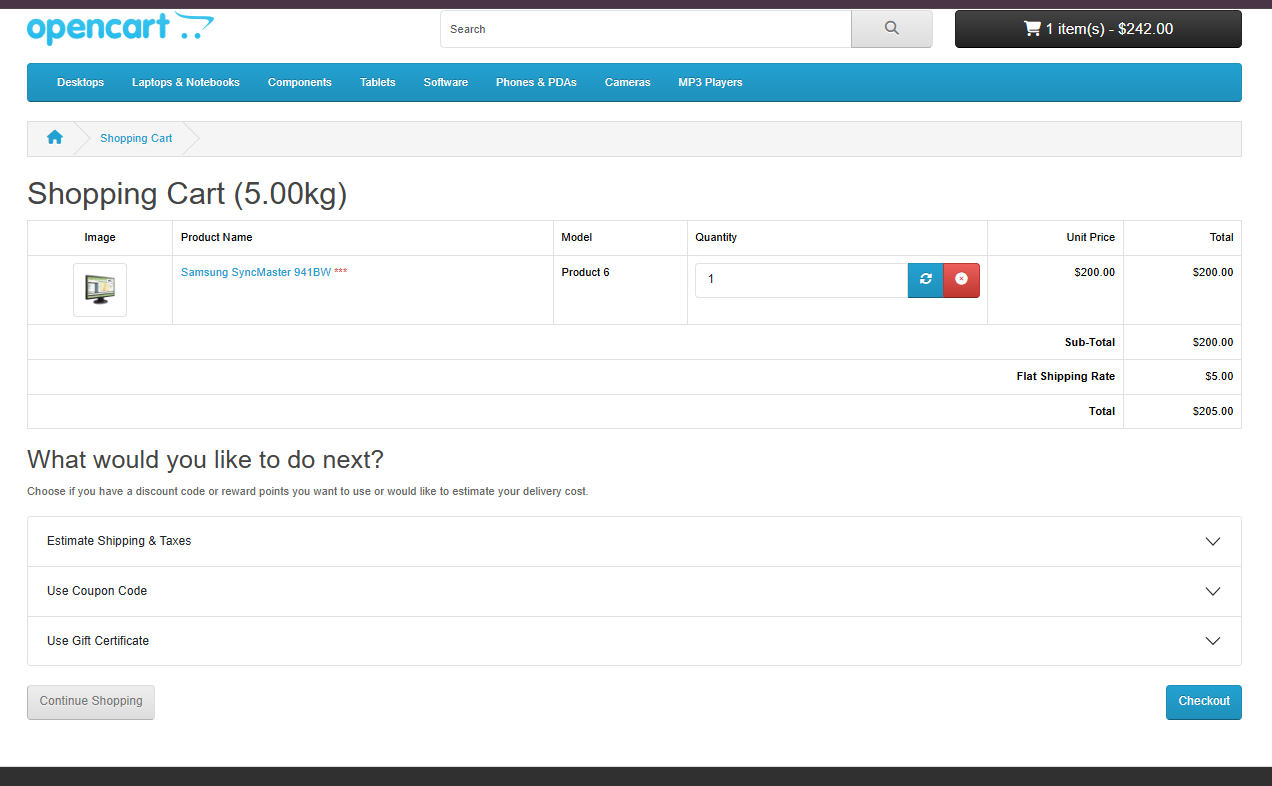 opencart
Search
1 item(s) - $242.00
Desktops Laptops & Notebooks Components Tablets Software Phones & PDAs Cameras MP3 Players
Shopping Cart
Shopping Cart (5.00kg)
Image Product Name Model Quantity Unit Price Total
Samsung SyncMaster 941BW *** Product 6 1 $200.00 $200.00
Sub-Total $200.00
Flat Shipping Rate $5.00
Total $205.00
What would you like to do next?
Choose if you have a discount code or reward points you want to use or would like to estimate your delivery cost.
Estimate Shipping & Taxes
Use Coupon Code
Use Gift Certificate
Continue Shopping Checkout